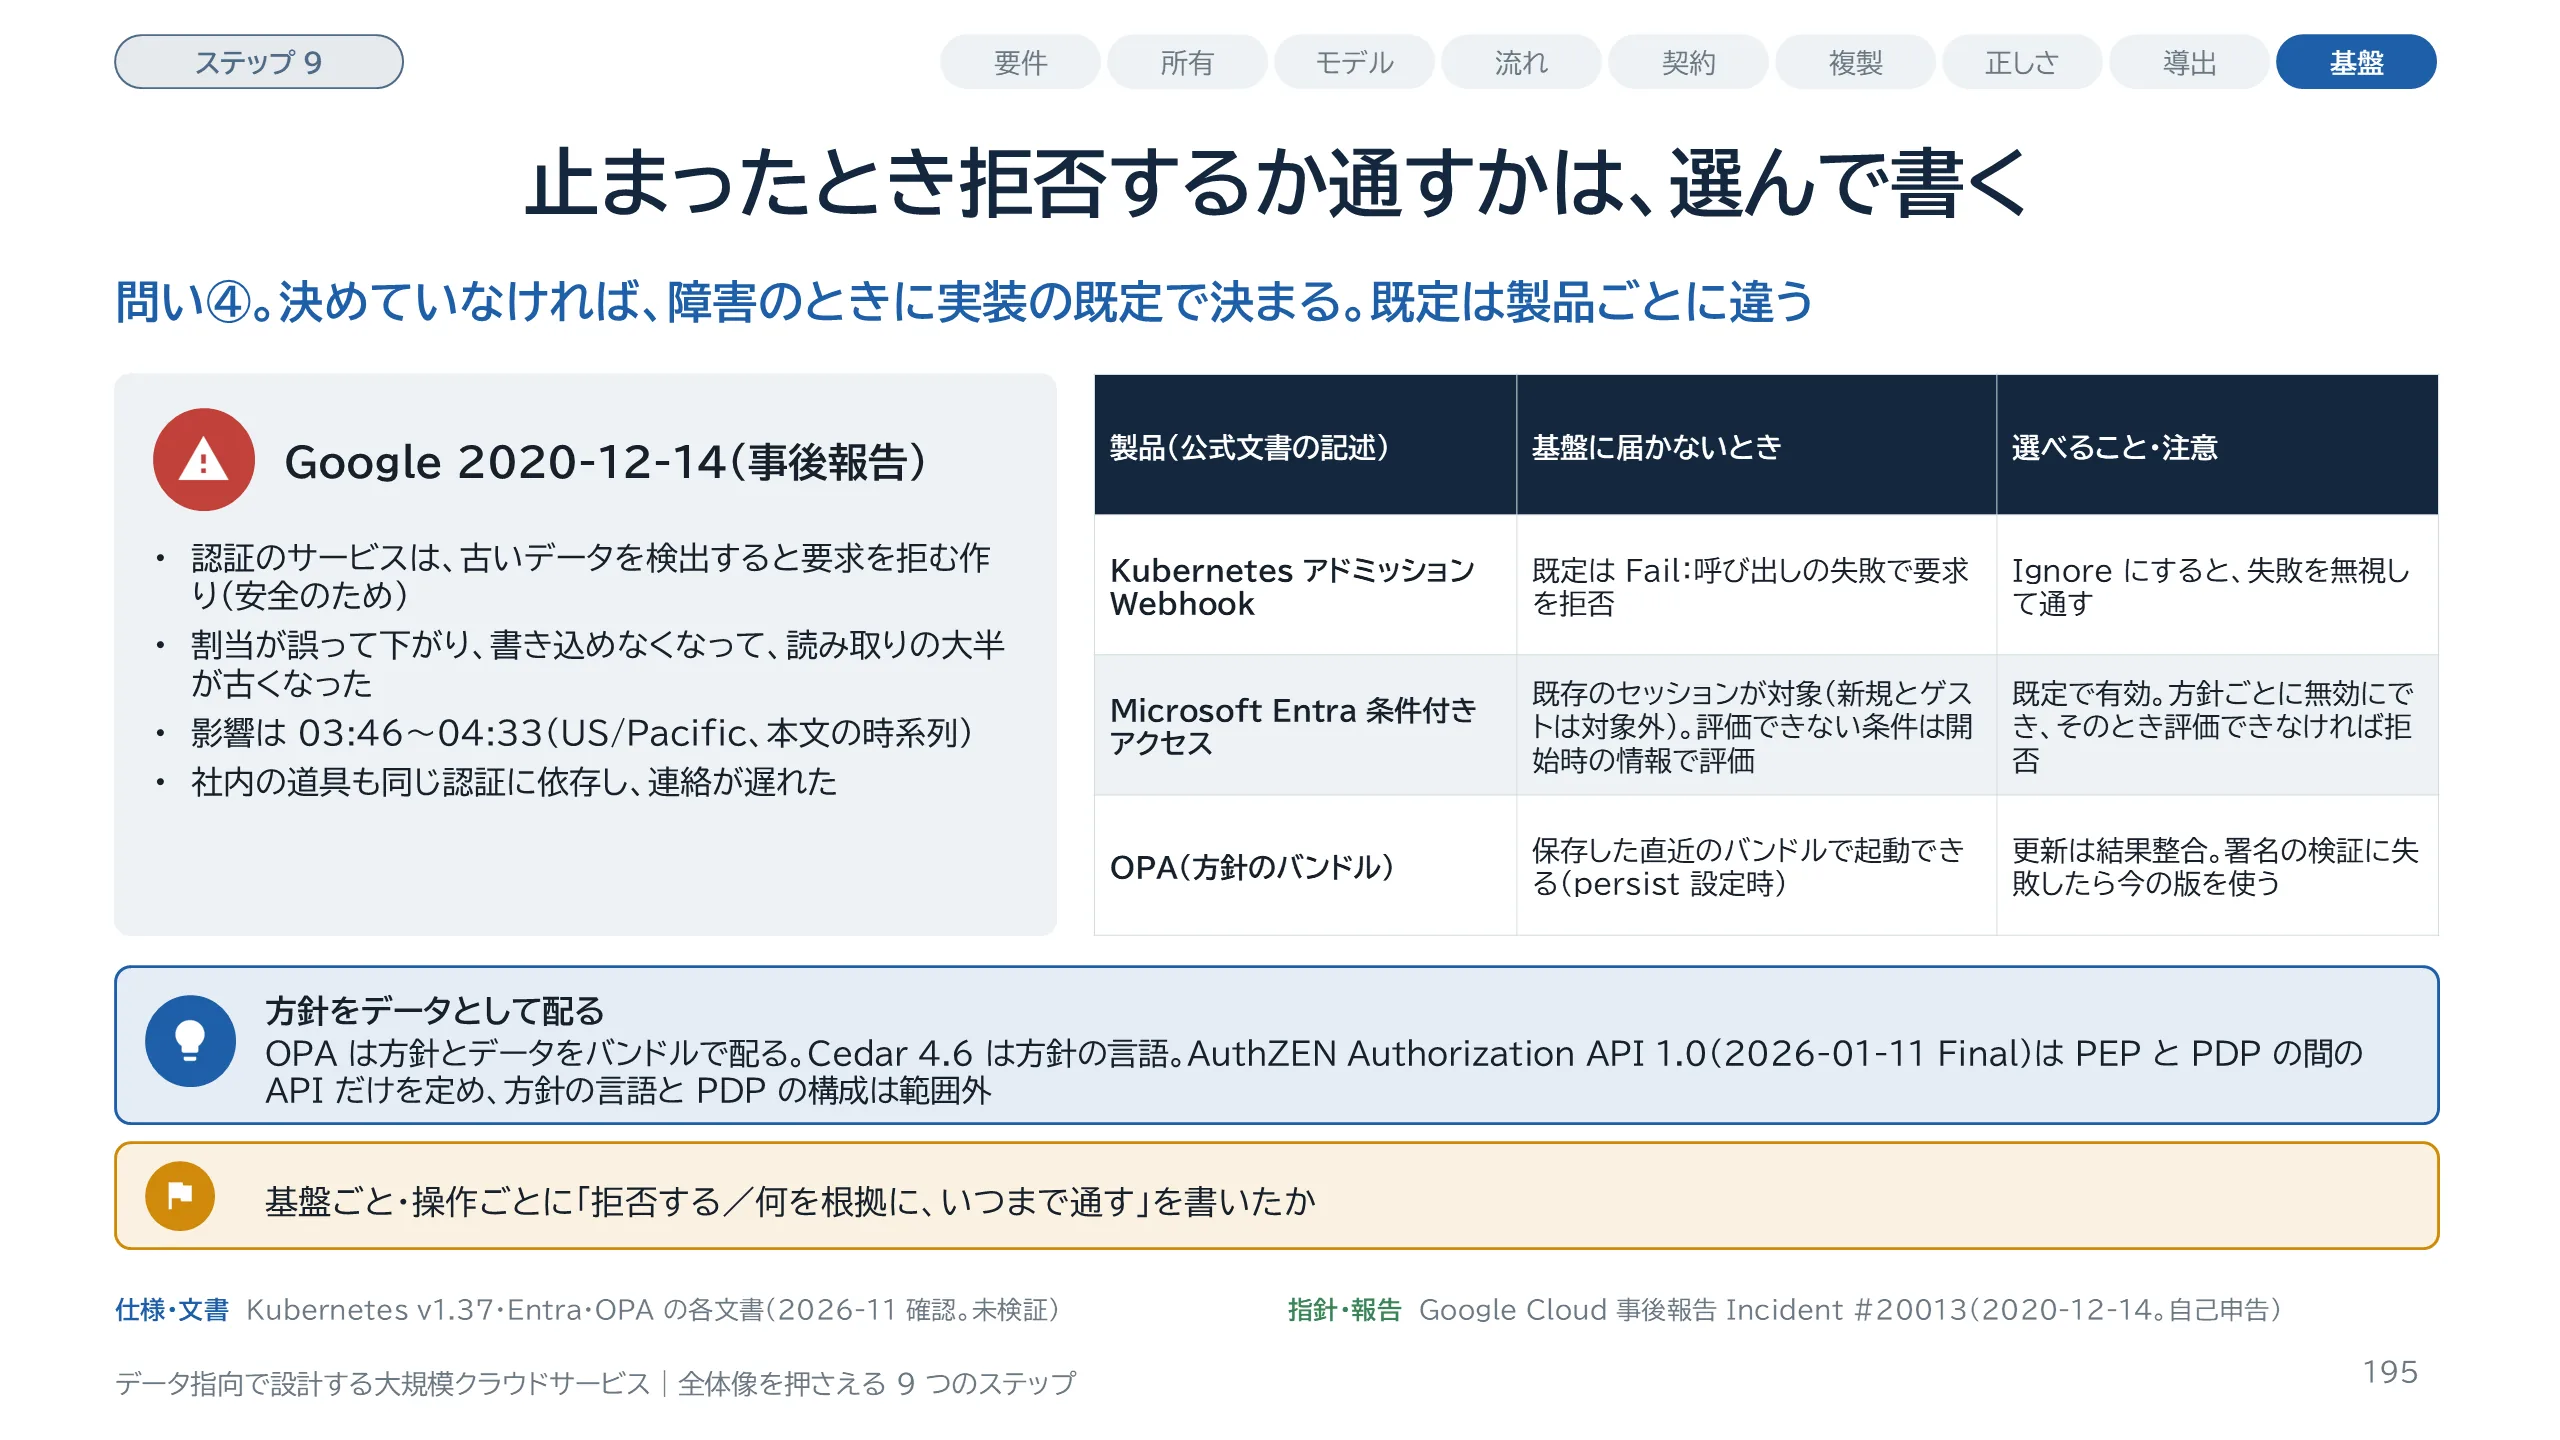 ステップ 9
要件
所有
モデル
流れ
契約
複製
正しさ
導出
基盤
止まったとき拒否するか通すかは、選んで書く
問い④。決めていなければ、障害のときに実装の既定で決まる。既定は製品ごとに違う
Google 2020-12-14（事後報告）
・ 認証のサービスは、古いデータを検出すると要求を拒む作
り（安全のため）
・ 割当が誤って下がり、書き込めなくなって、読み取りの大半
が古くなった
・ 影響は 03:46～04:33（US/Pacific、本文の時系列）
・ 社内の道具も同じ認証に依存し、連絡が遅れた
製品（公式文書の記述）
基盤に届かないとき
選べること・注意
Kubernetes アドミッション
Webhook
既定は Fail：呼び出しの失敗で要求
を拒否
Ignore にすると、失敗を無視し
て通す
Microsoft Entra 条件付き
アクセス
既存のセッションが対象（新規とゲス
トは対象外）。評価できない条件は開
始時の情報で評価
既定で有効。方針ごとに無効にで
き、そのとき評価できなければ拒
否
OPA（方針のバンドル）
保存した直近のバンドルで起動でき
る（persist 設定時）
更新は結果整合。署名の検証に失
敗したら今の版を使う
方針をデータとして配る
OPA は方針とデータをバンドルで配る。Cedar 4.6 は方針の言語。AuthZEN Authorization API 1.0（2026-01-11 Final）は PEP と PDP の間の
API だけを定め、方針の言語と PDP の構成は範囲外
基盤ごと・操作ごとに「拒否する／何を根拠に、いつまで通す」を書いたか
仕様・文書 Kubernetes v1.37・Entra・OPA の各文書（2026-11 確認。未検証）
指針・報告 Google Cloud 事後報告 Incident #20013（2020-12-14。自己申告）
データ指向で設計する大規模クラウドサービス｜全体像を押さえる 9 つのステップ
195